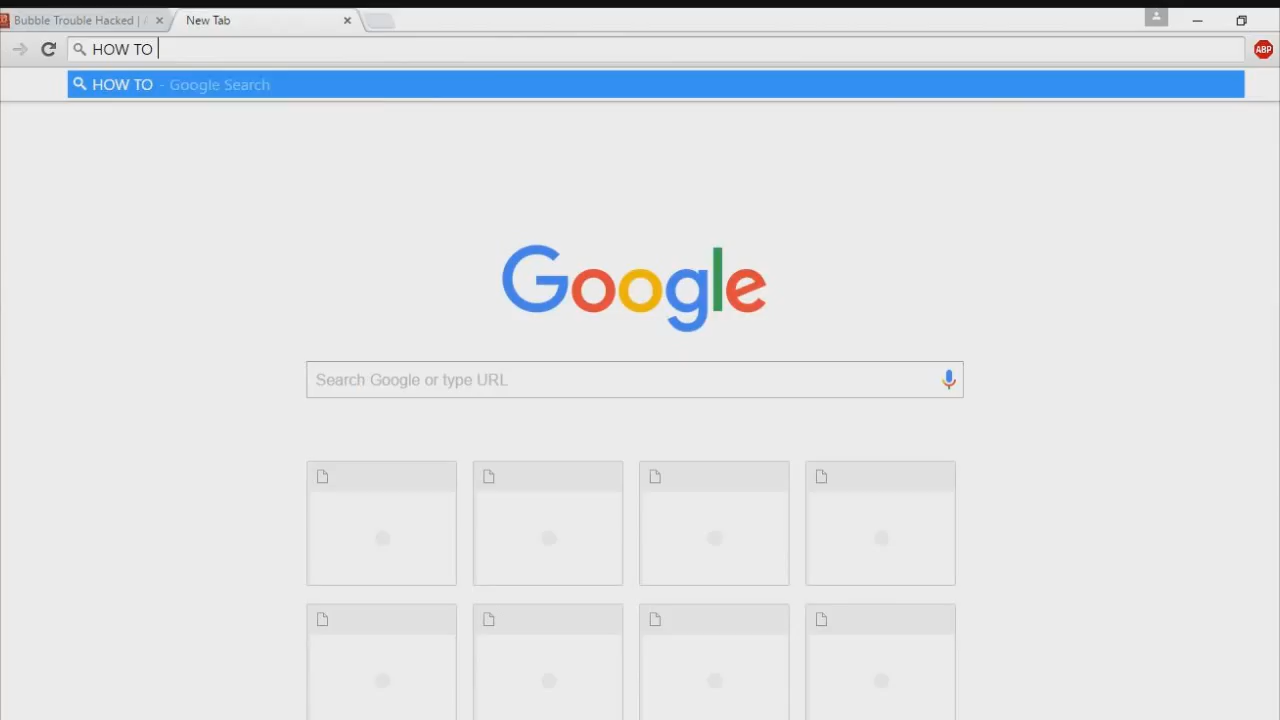 Bubble Trouble Hacked |
New Tab
HOW TO
ABP
HOW TO - Google Search
Google
Search Google or type URL